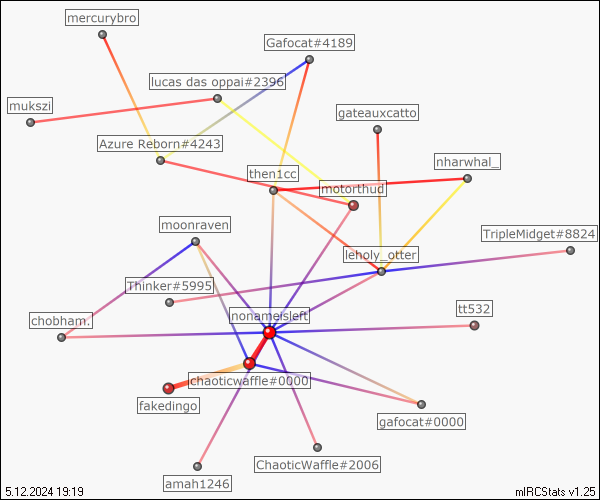 mercurybro
Gafocat#4189
lucas das oppai#2396
mukszi
gateauxcatto
Azure Reborn#4243
nharwhal_
then1cc
motorthud
moonraven
TripleMidget#8824
leholy_otter
Thinker#5995
tt532
nonameisleft
chobham.
chaoticwaffle#0000
fakedingo
gafocat#0000
ChaoticWaffle#2006
amah1246
5.12.2024 19:19
mIRCStats v1.25